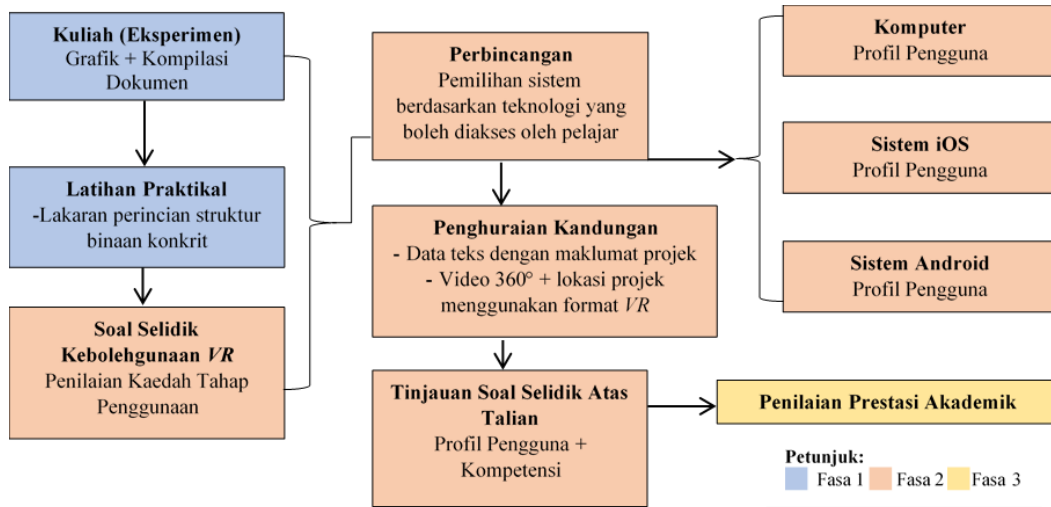 Kuliah (Eksperimen)
Grafik + Kompilasi
Dokumen
Latihan Praktikal
-Lakaran perincian struktur
binaan konkrit
Soal Selidik
Kebolehgunaan VR
Penilaian Kaedah Tahap
Penggunaan
Perbincangan
Pemilihan sistem
berdasarkan teknologi yang
boleh diakses oleh pelajar
Penghuraian Kandungan
- Data teks dengan maklumat projek
- Video 360° + lokasi projek
menggunakan format VR
Tinjauan Soal Selidik Atas
Talian
Profil Pengguna +
Kompetensi
Komputer
Profil Pengguna
Sistem iOS
Profil Pengguna
Sistem Android
Profil Pengguna
Penilaian Prestasi Akademik
Petunjuk:
Fasa 1 Fasa 2 Fasa 3